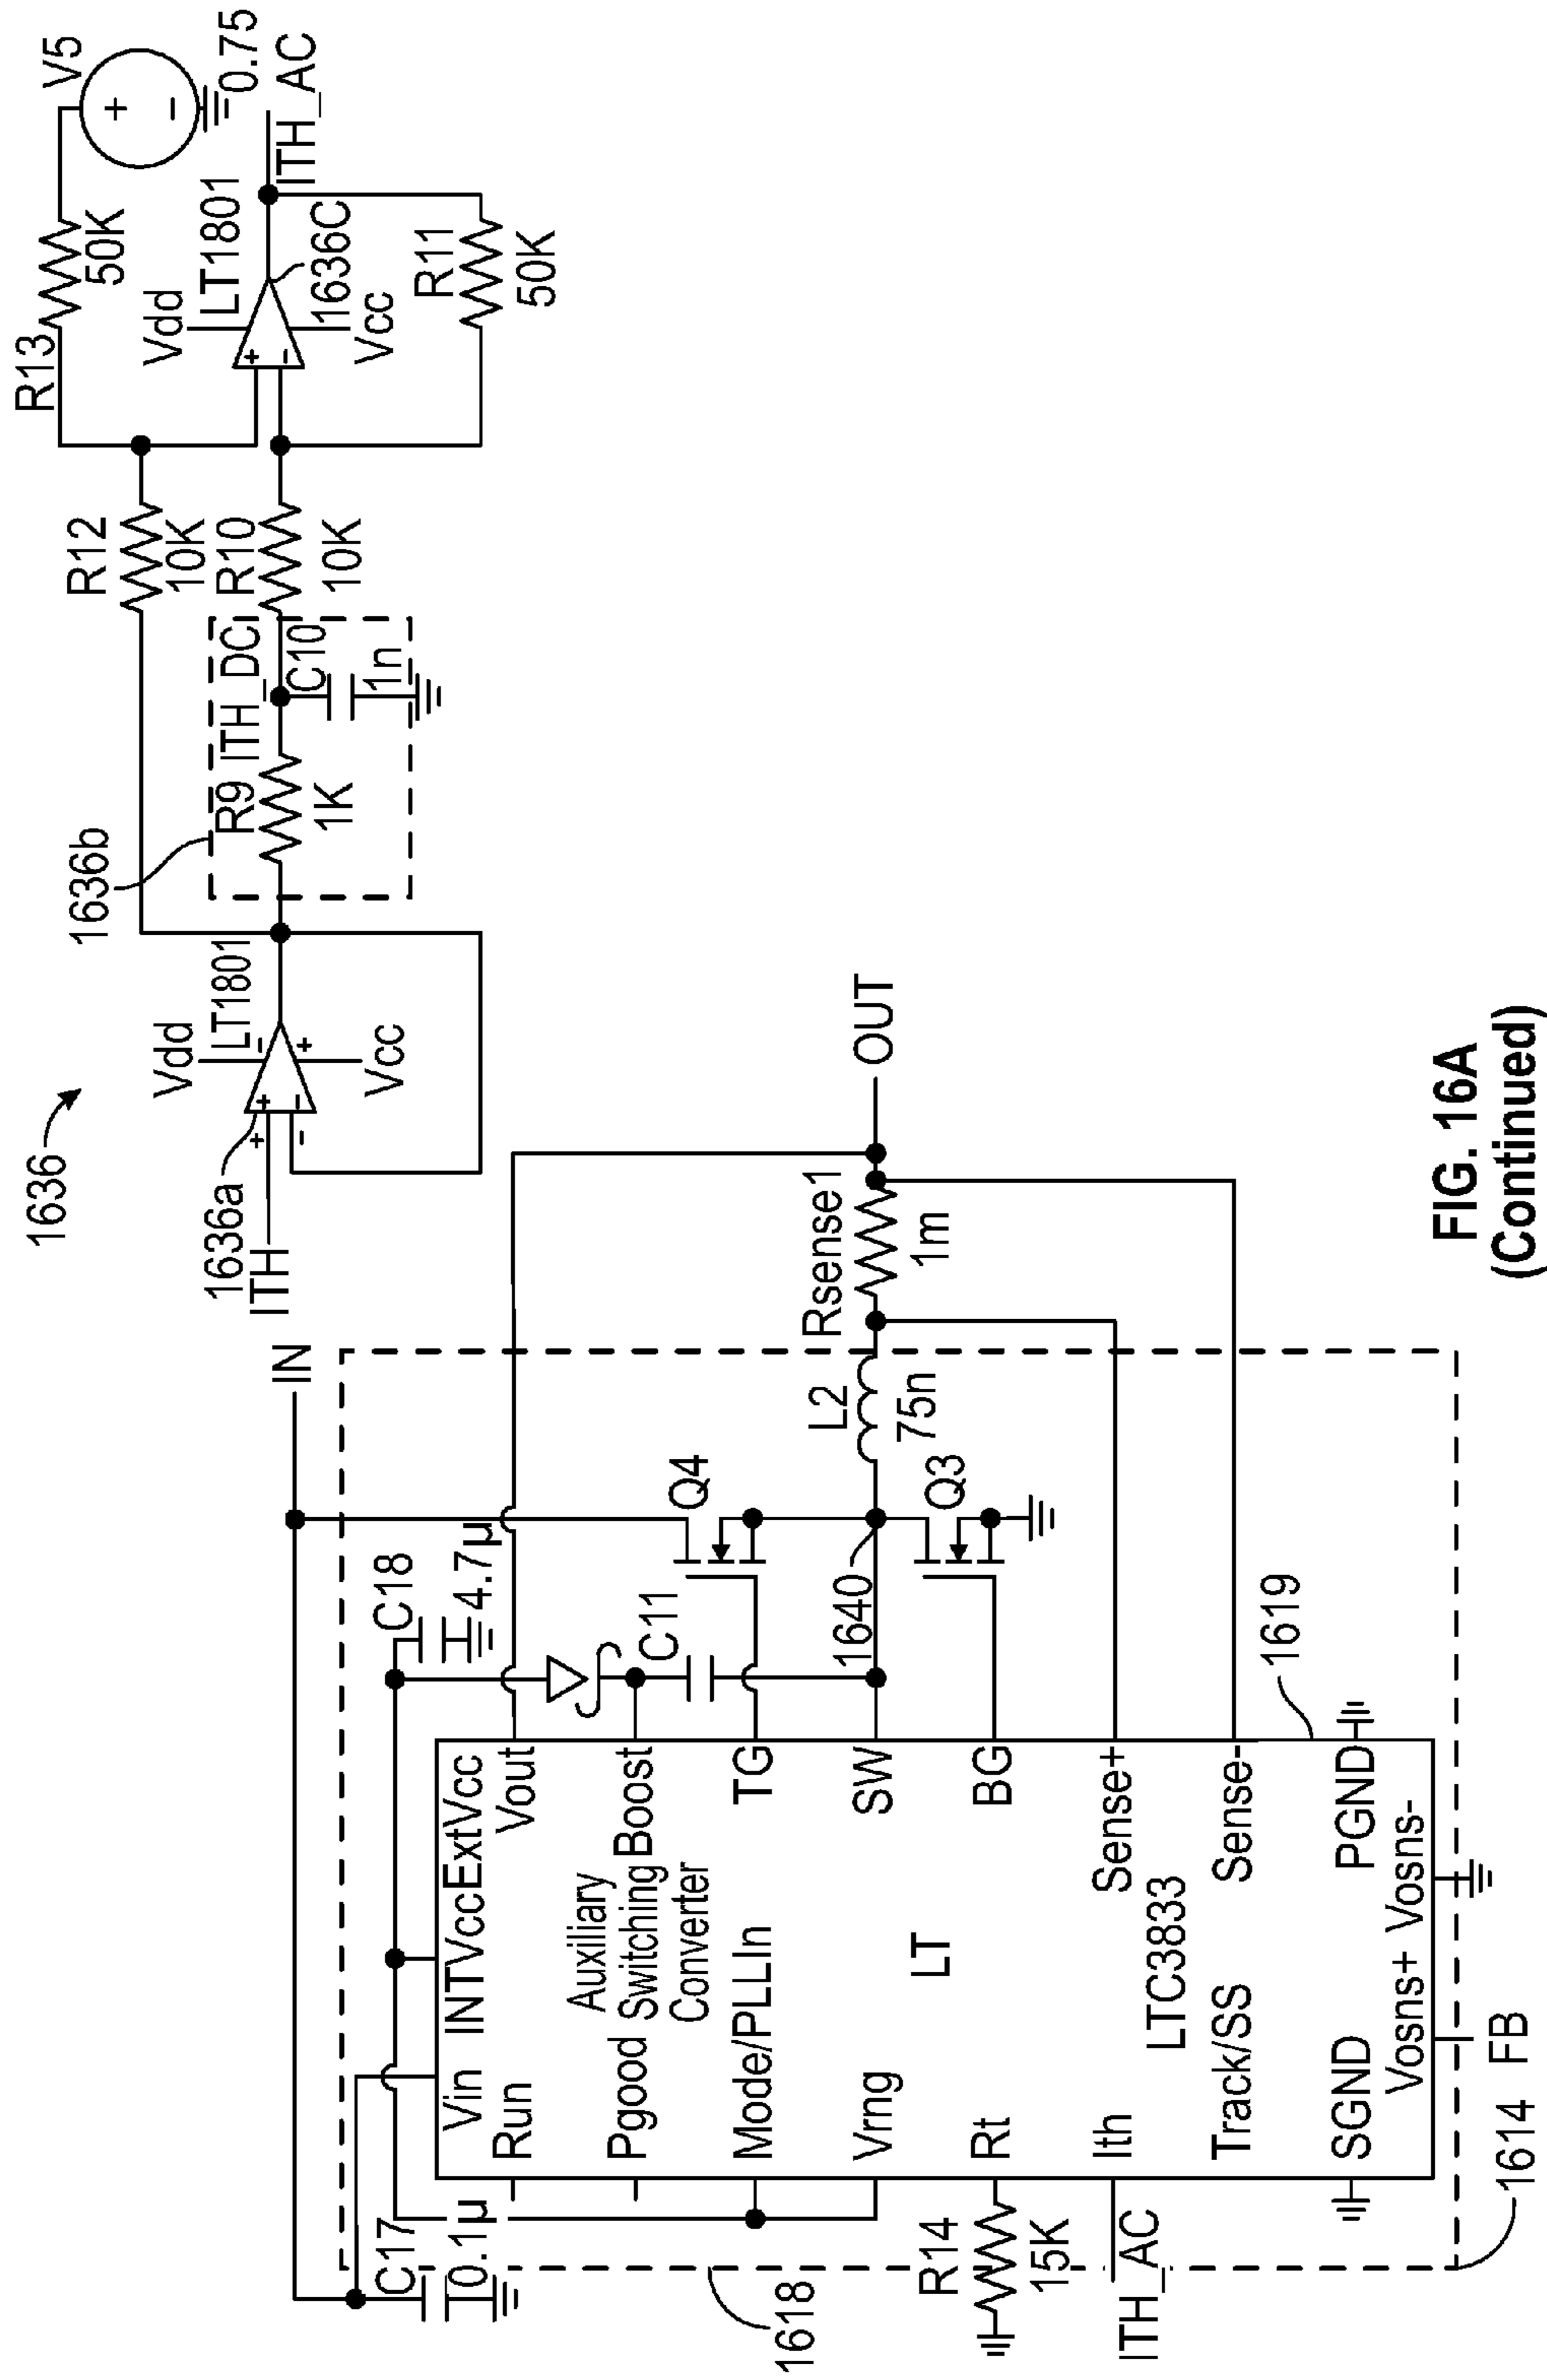 1636
1636a
ITH
Vdd
LT1801
Vcc
+
-
+
-
-
+
1636b
R9
1K
ITH_DC
C10
1n
R12
10K
R10
10K
R13
50K
V5
+
-
0.75
Vdd
LT1801
+
-
1636C
Vcc
ITH_AC
R11
50K
IN
C17
0.1µ
C18
4.7µ
Vin
INTVcc
ExtVcc
Run
Vout
Pgood
Auxiliary
Switching
Converter
Boost
C11
Mode/PLLIn
TG
Q4
Vrng
LT
SW
1640
L2
75n
Rsense1
1m
OUT
R14
15K
Rt
BG
Q3
ITH_AC
Ith
LTC3833
Sense+
Track/SS
Sense-
1619
SGND
PGND
Vosns+
Vosns-
FB
1618
1614
FIG. 16A
(Continued)